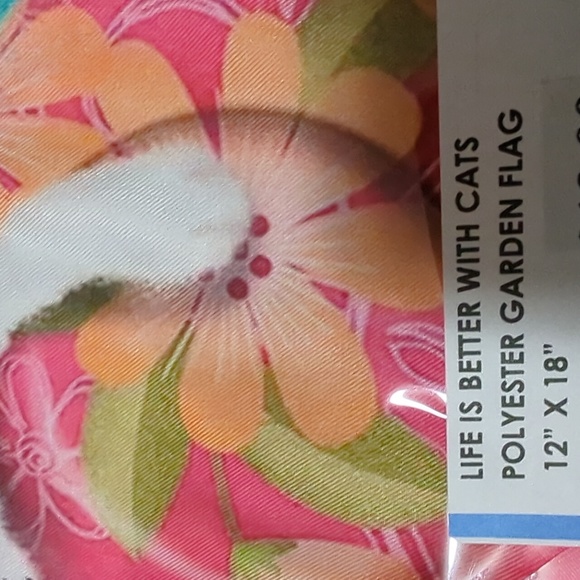 LIFE IS BETTER WITH CATS
POLYESTER GARDEN FLAG
12" X 18"